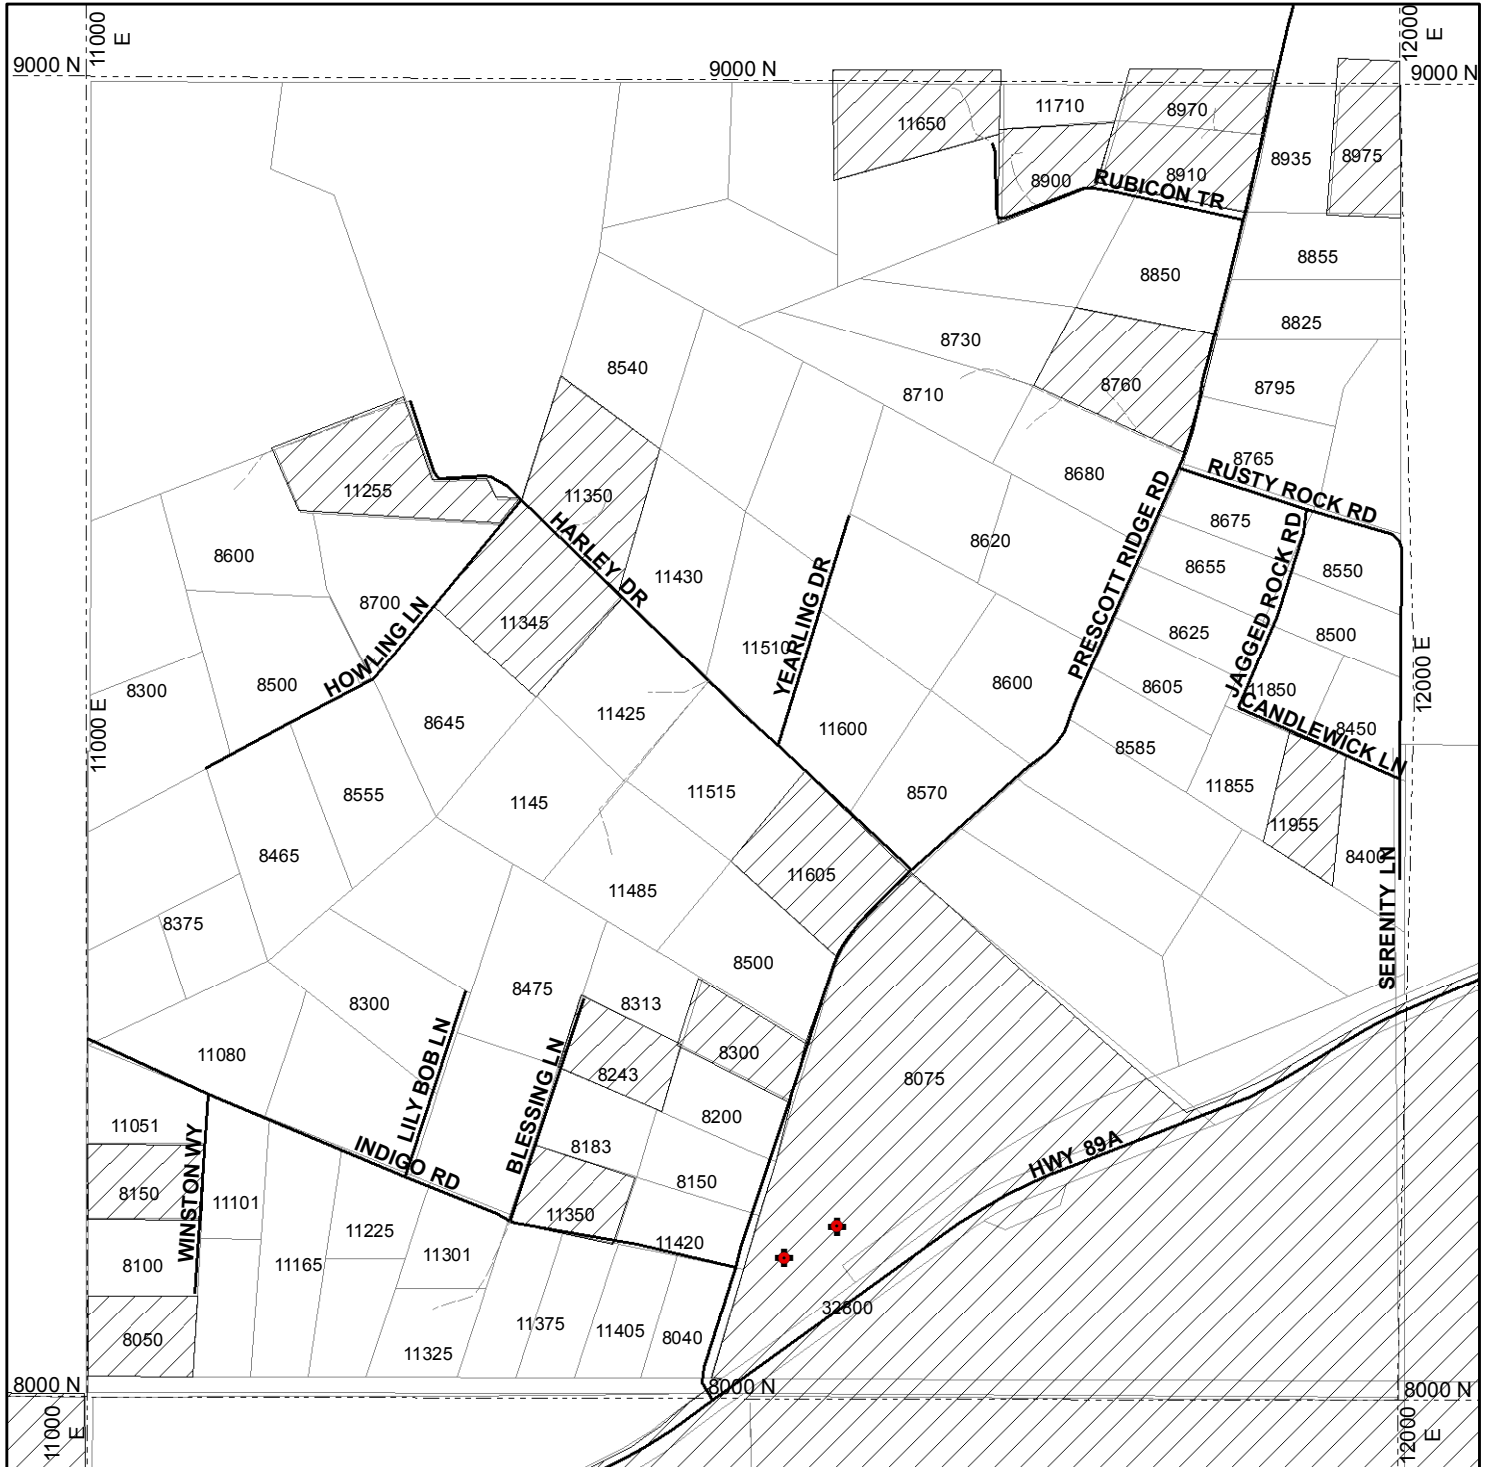 11000 E
12000 E
9000 N
9000 N
9000 N
11710
8970
11650
8935
8975
8900
8910
RUBICON TR
8855
8850
8825
8730
8540
8760
8795
8710
8765
8680
RUSTY ROCK RD
11255
11350
8675
HARLEY DR
8620
8600
8655
8550
11430
YEARLING DR
PRESCOTT RIDGE RD
JAGGED ROCK RD
8700
11345
8625
8500
11510
HOWLING LN
8300
8500
8600
8605
11850
12000 E
8645
11425
11600
CANDLEWICK LN
8450
11000 E
8585
8555
1145
11515
8570
11855
11955
8465
8400
11605
11485
SERENITY LN
8375
8500
8475
8313
8300
LILY BOB LN
11080
BLESSING LN
8243
8300
8075
8200
11051
8183
INDIGO RD
HWY 89A
8150
WINSTON WY
11101
8150
11350
11225
11301
11420
8100
11165
32800
8050
11375
11405
8040
11325
8000 N
8000 N
8000 N
11000 E
12000 E